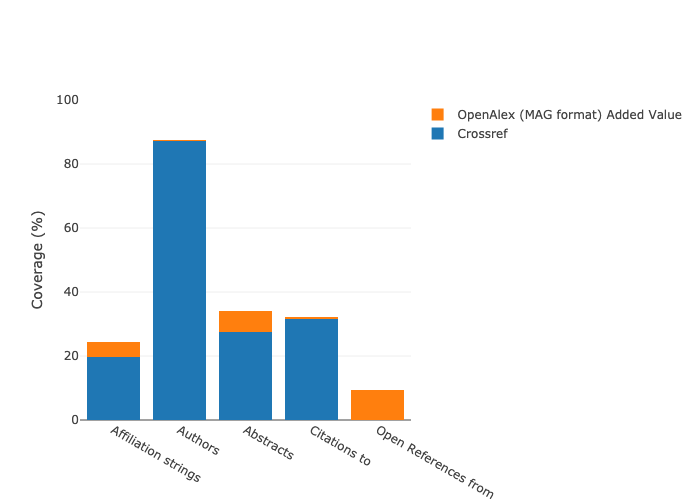 100
80
60
40
20
0
Coverage (%)
Affiliation strings
Authors
Abstracts
Citations to
Open References from
OpenAlex (MAG format) Added Value
Crossref